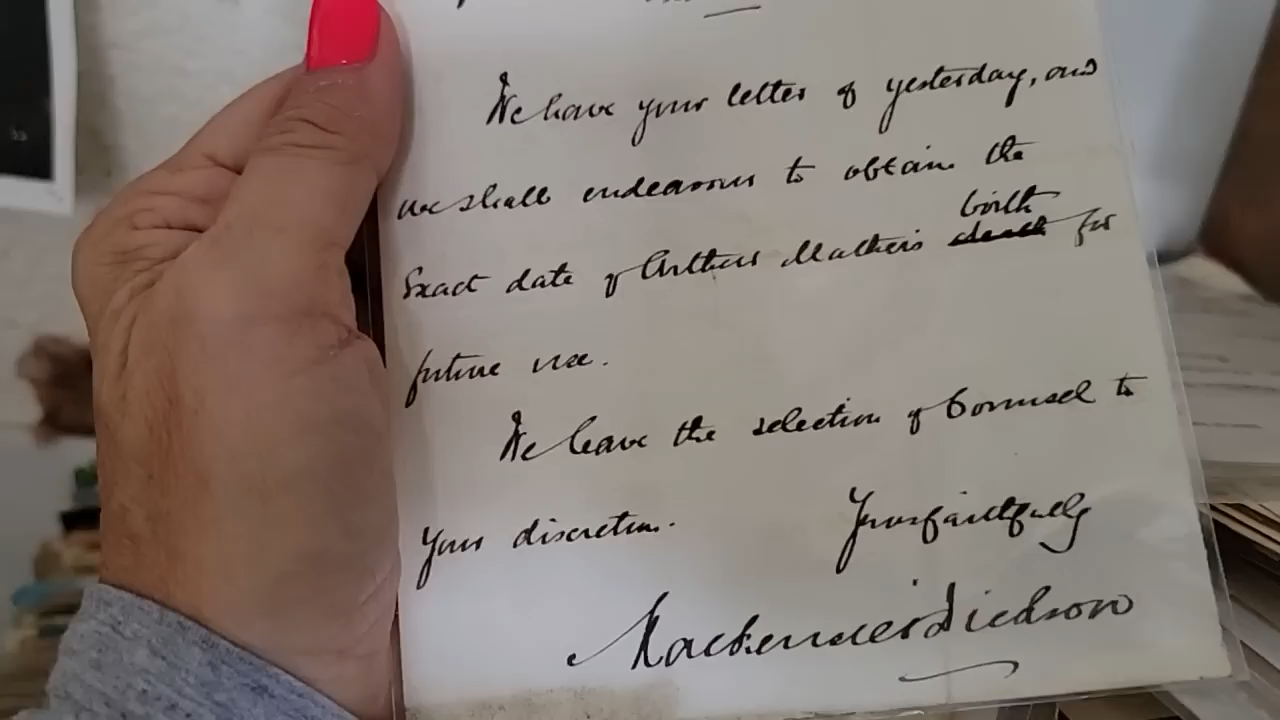 We have your letter of yesterday, and
we shall endeavour to obtain the
birth
Exact date of Arthur Mathers death for
future use.
We leave the selection of Counsel to
your discretion.
Yours faithfully
Mackenzie & Dickson